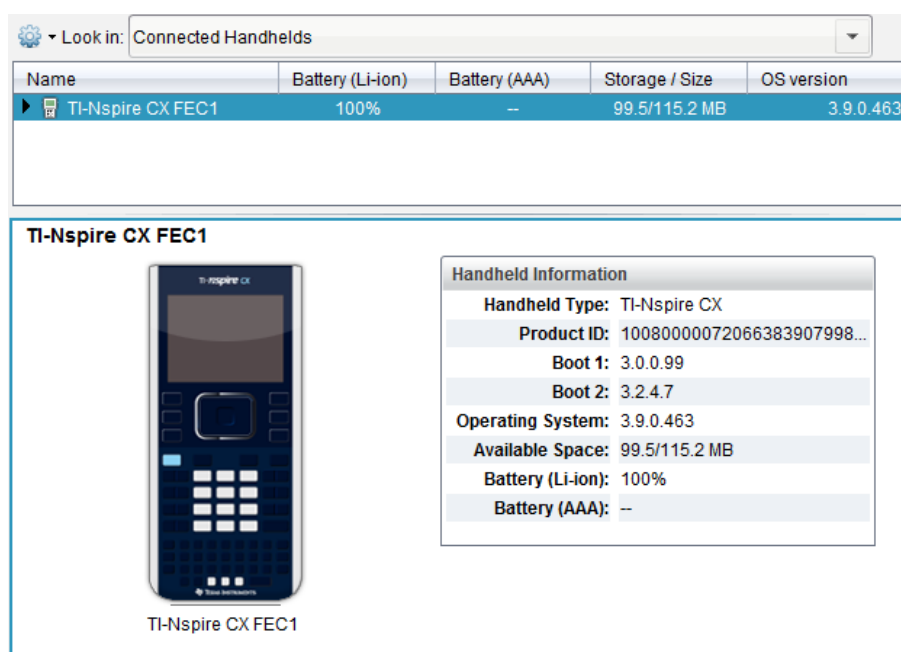 Look in: Connected Handhelds
Name Battery (Li-ion) Battery (AAA) Storage / Size OS version
TI-Nspire CX FEC1 100% -- 99.5/115.2 MB 3.9.0.463
TI-Nspire CX FEC1
TI-nspire CX
Handheld Information
Handheld Type: TI-Nspire CX
Product ID: 10080000072066383907998...
Boot 1: 3.0.0.99
Boot 2: 3.2.4.7
Operating System: 3.9.0.463
Available Space: 99.5/115.2 MB
Battery (Li-ion): 100%
Battery (AAA): --
Texas Instruments
TI-Nspire CX FEC1